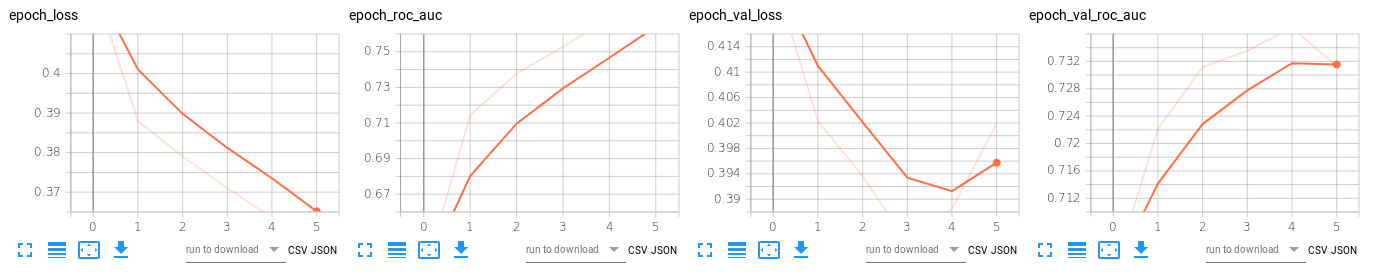 epoch_loss
0.4
0.39
0.38
0.37
0 1 2 3 4 5
run to download CSV JSON
epoch_roc_auc
0.75
0.73
0.71
0.69
0.67
0 1 2 3 4 5
run to download CSV JSON
epoch_val_loss
0.414
0.41
0.406
0.402
0.398
0.394
0.39
0 1 2 3 4 5
run to download CSV JSON
epoch_val_roc_auc
0.732
0.728
0.724
0.72
0.716
0.712
0 1 2 3 4 5
run to download CSV JSON